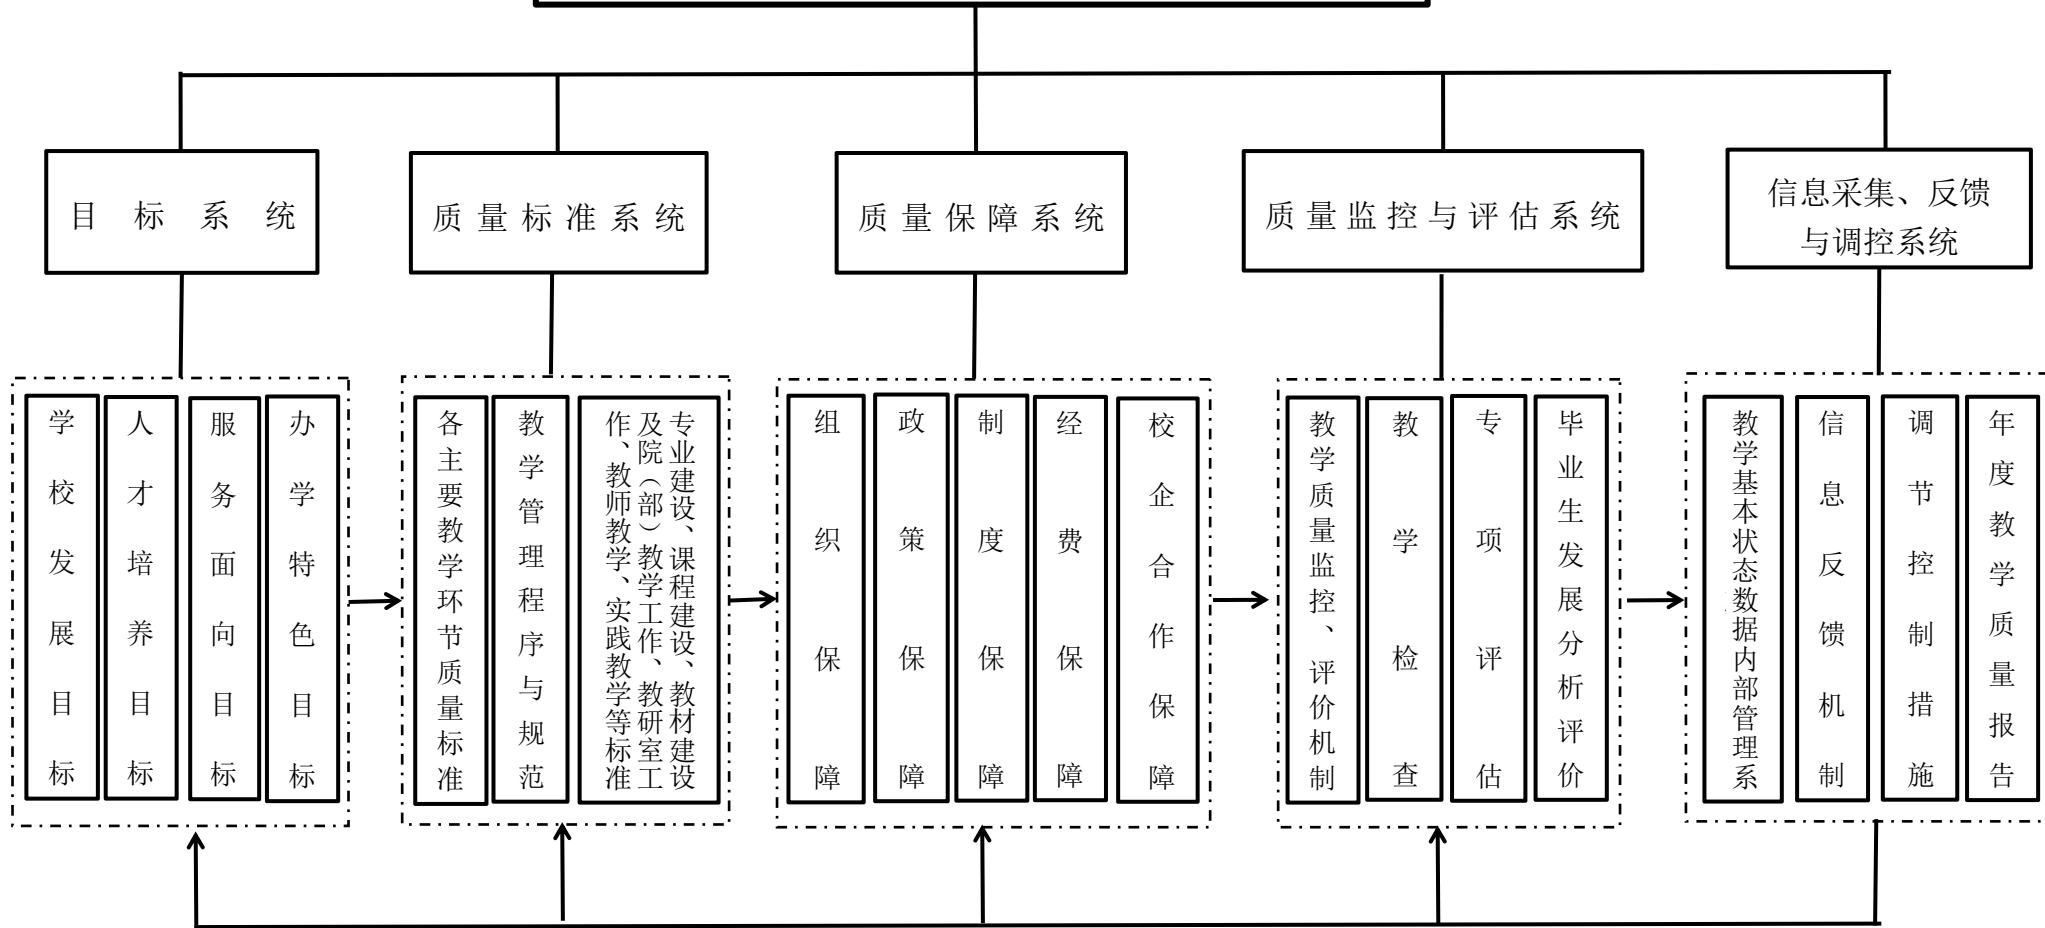 目标系统
质量标准系统
质量保障系统
质量监控与评估系统
信息采集、反馈
与调控系统
学校发展目标
人才培养目标
服务面向目标
办学特色目标
各主要教学环节质量标准
教学管理程序与规范
专业建设、课程建设、教材建设
及院（部）教学工作、教研室工
作、教师教学、实践教学等标准
组织保障
政策保障
制度保障
经费保障
校企合作保障
教学质量监控、评价机制
教学检查
专项评估
毕业生发展分析评价
教学基本状态数据内部管理系
信息反馈机制
调节控制措施
年度教学质量报告